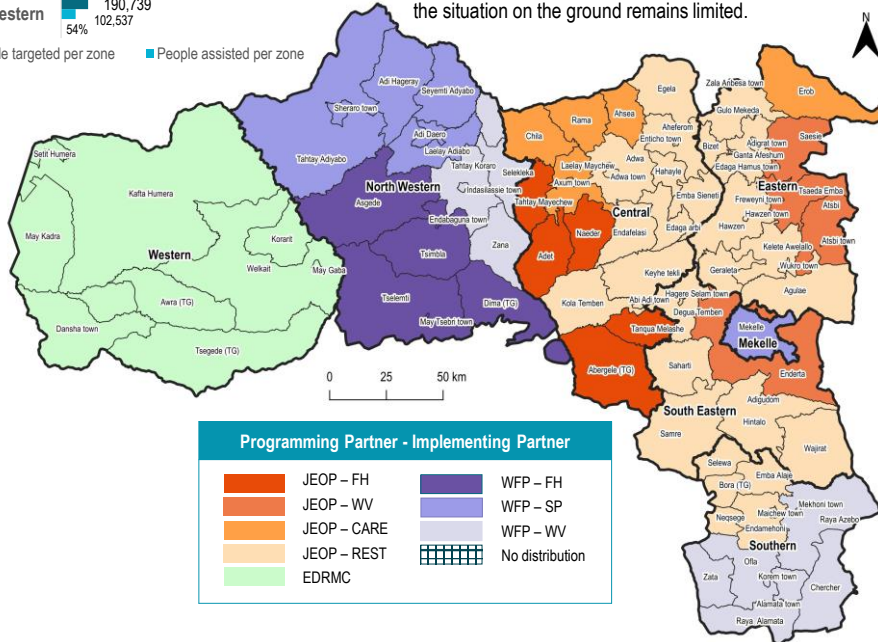 190,739
estern
102,537
54%
the situation on the ground remains limited.
le targeted per zone
People assisted per zone
N
Adi Hageray
Seyemti Adyabo
Sheraro town
Adi Daero
Laelay Adiabo
Tahtay Adiyabo
Tahtay Koraro
Selekleka
North Western
Indasilassie town
Asgede
Endabaguna town
Zana
Tsimbla
Tselemti
Dima (TG)
May Tsebri town
Setit Humera
Kafta Humera
May Kadra
Western
Korarit
Welkait
May Gaba
Awra (TG)
Dansha town
Tsegede (TG)
Egela
Rama
Ahsea
Chila
Aheferom
Enticho town
Laelay Maychew
Adwa
Axum town
Adwa town
Hahayle
Tahtay Mayechew
Emba Sieneti
Central
Naeder
Endafelasi
Edaga arbi
Adet
Keyhe tekli
Kola Temben
Abi Adi town
Tanqua Melashe
Abergele (TG)
Zala Anbesa town
Erob
Gulo Mekeda
Saesie
Bizet
Adigrat town
Ganta Afeshum
Edaga Hamus town
Eastern
Tsaeda Emba
Freweyni town
Atsbi
Hawzen town
Hawzen
Atsbi town
Kelete Awelallo
Wukro town
Geraleta
Agulae
Hagere Selam town
Degua Temben
Mekelle
Mekelle
Saharti
Enderta
Adigudom
South Eastern
Hintalo
Samre
Wajirat
Selewa
Emba Alaje
Bora (TG)
Mekhoni town
Neqsege
Maichew town
Raya Azebo
Endamehoni
Southern
Ofla
Zata
Korem town
Chercher
Alamata town
Raya Alamata
0 25 50 km
Programming Partner - Implementing Partner
JEOP – FH
JEOP – WV
JEOP – CARE
JEOP – REST
EDRMC
WFP – FH
WFP – SP
WFP – WV
No distribution